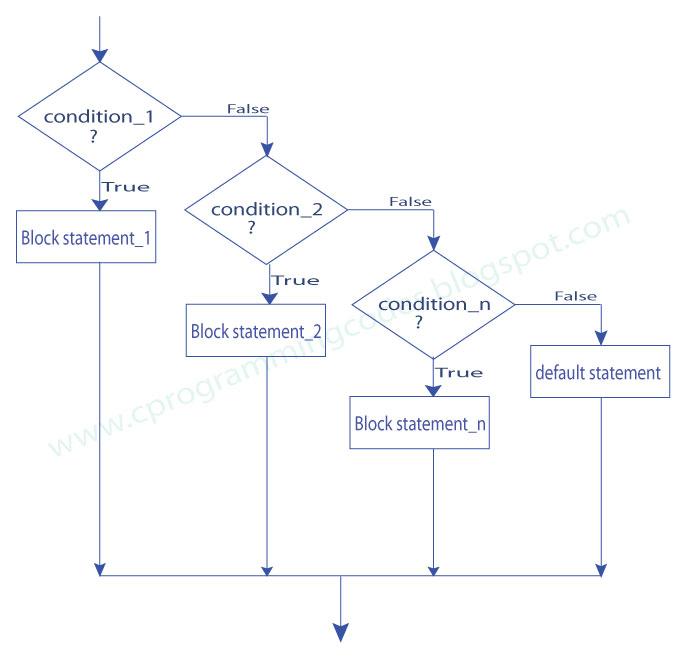 condition_1
?
False
True
Block statement_1
condition_2
?
False
True
Block statement_2
condition_n
?
False
True
Block statement_n
default statement
www.cprogrammingcodes.blogspot.com